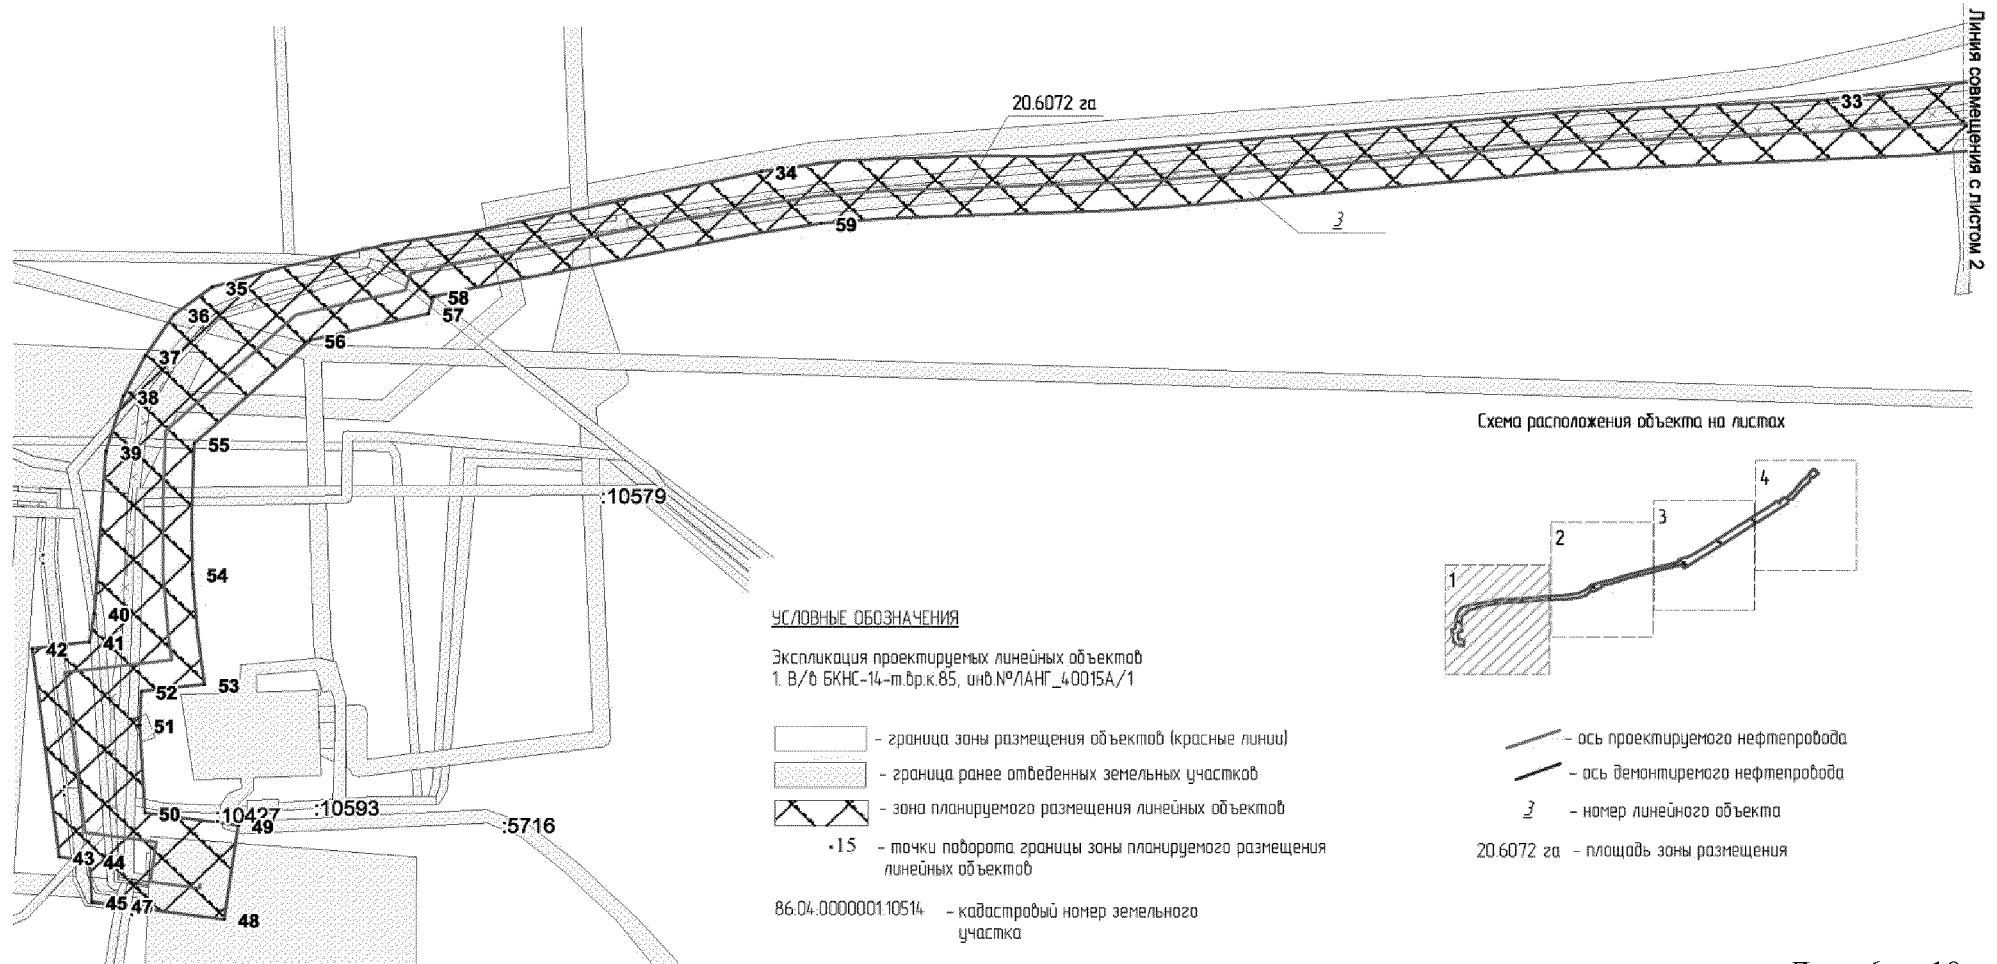 Линия совмещения с листом 2
20.6072 га
33
34
3
59
35
58
36
57
56
37
38
55
39
:10579
54
40
41
42
53
52
51
50
:10427
:10593
49
:5716
43
44
45
47
48
Схема расположения объекта на листах
4
3
2
1
УСЛОВНЫЕ ОБОЗНАЧЕНИЯ
Экспликация проектируемых линейных объектов
1. В/в БКНС-14-т.вр.к.85, инв.№ЛАНГ_40015А/1
- граница зоны размещения объектов (красные линии)
- граница ранее отведенных земельных участков
- зона планируемого размещения линейных объектов
•15 - точки поворота границы зоны планируемого размещения
линейных объектов
86:04:0000001:10514 - кадастровый номер земельного
участка
- ось проектируемого нефтепровода
- ось демонтиремого нефтепровода
3 - номер линейного объекта
20.6072 га - площадь зоны размещения